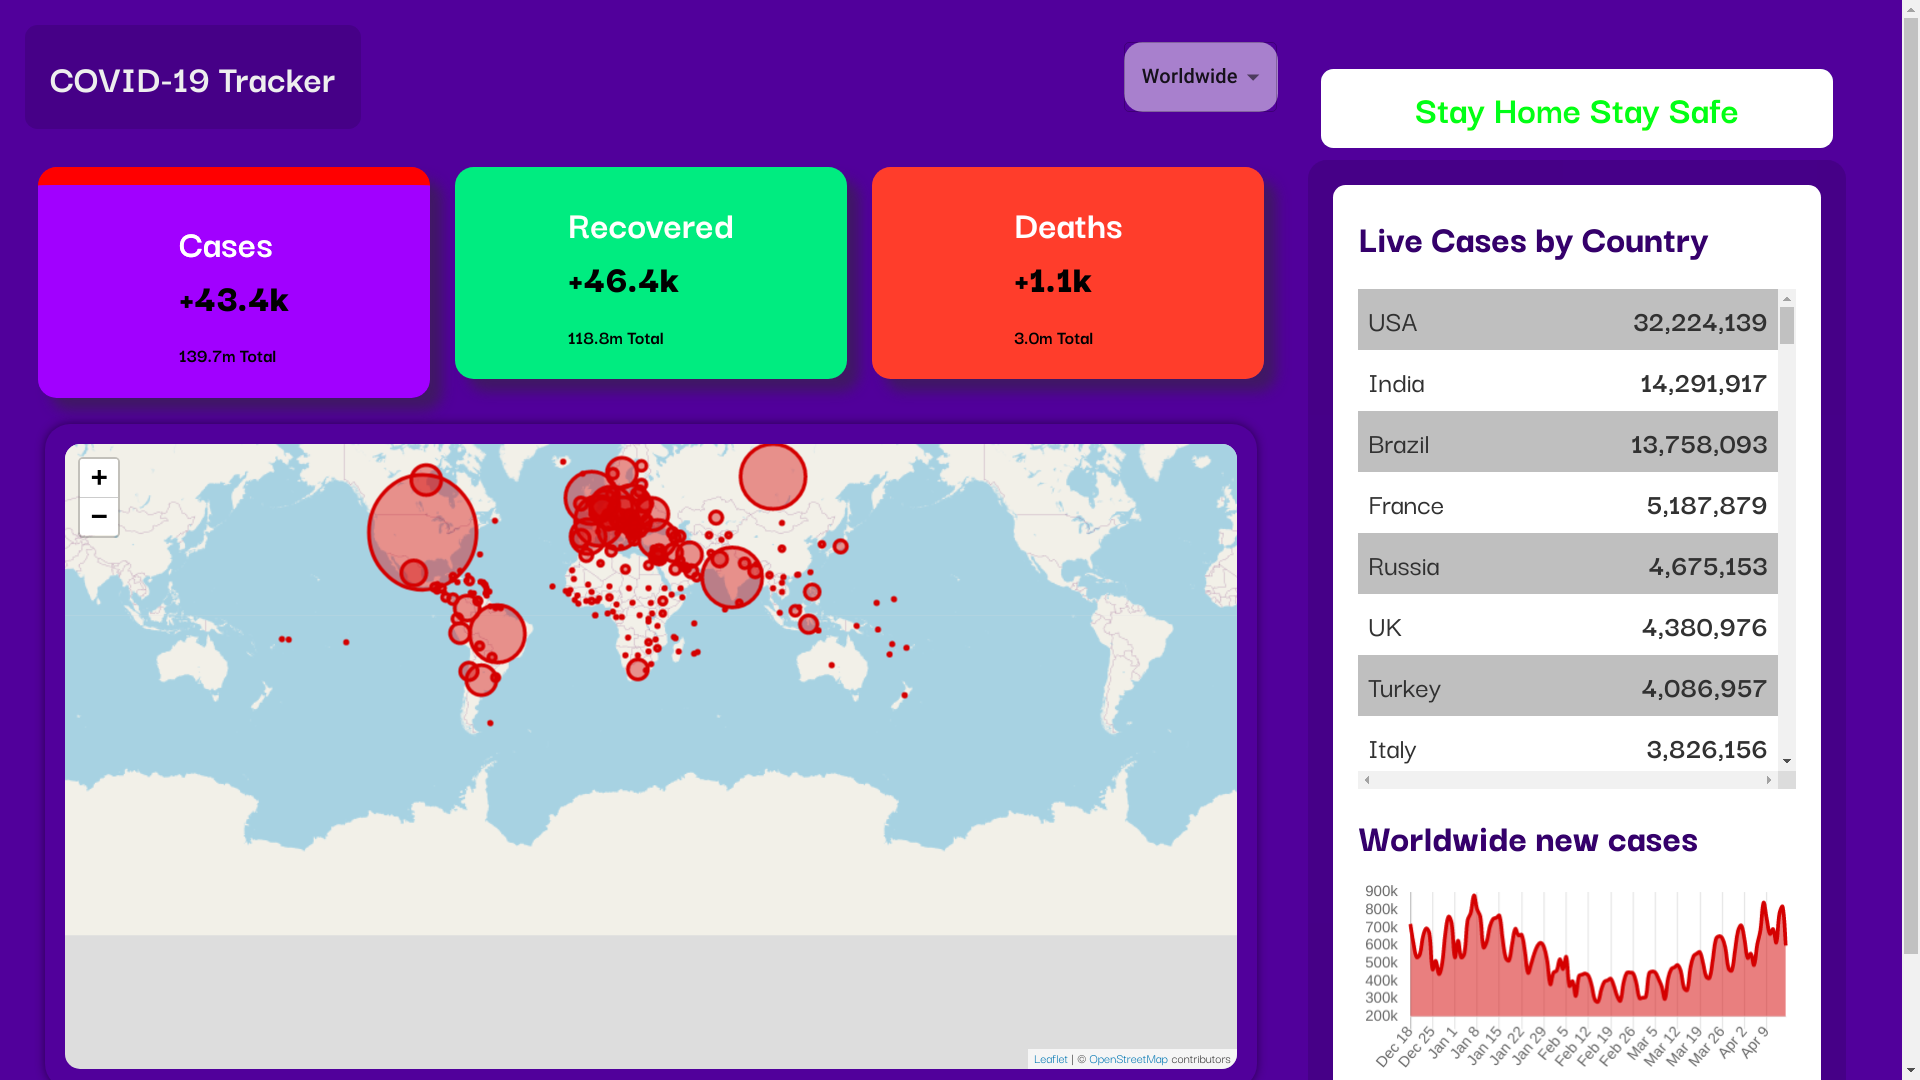 COVID-19 Tracker
Worldwide
Cases
+43.4k
139.7m Total
Recovered
+46.4k
118.8m Total
Deaths
+1.1k
3.0m Total
+
−
Leaflet | © OpenStreetMap contributors
Stay Home Stay Safe
Live Cases by Country
USA 32,224,139
India 14,291,917
Brazil 13,758,093
France 5,187,879
Russia 4,675,153
UK 4,380,976
Turkey 4,086,957
Italy 3,826,156
Worldwide new cases
900k
800k
700k
600k
500k
400k
300k
200k
Dec 18 Dec 25 Jan 1 Jan 8 Jan 15 Jan 22 Jan 29 Feb 5 Feb 12 Feb 19 Feb 26 Mar 5 Mar 12 Mar 19 Mar 26 Apr 2 Apr 9